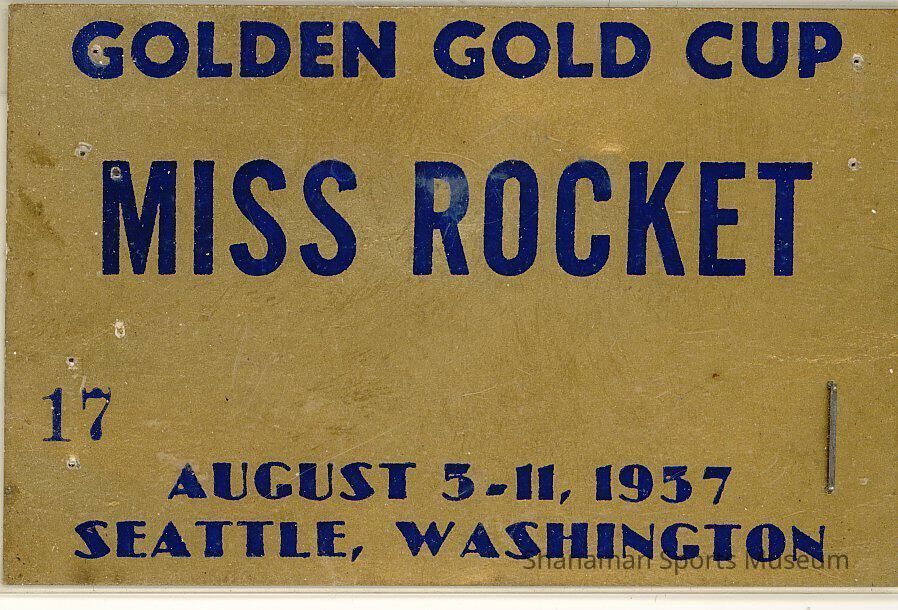 GOLDEN GOLD CUP
MISS ROCKET
17
AUGUST 5-11, 1957
SEATTLE, WASHINGTON
Shanaman Sports Museum